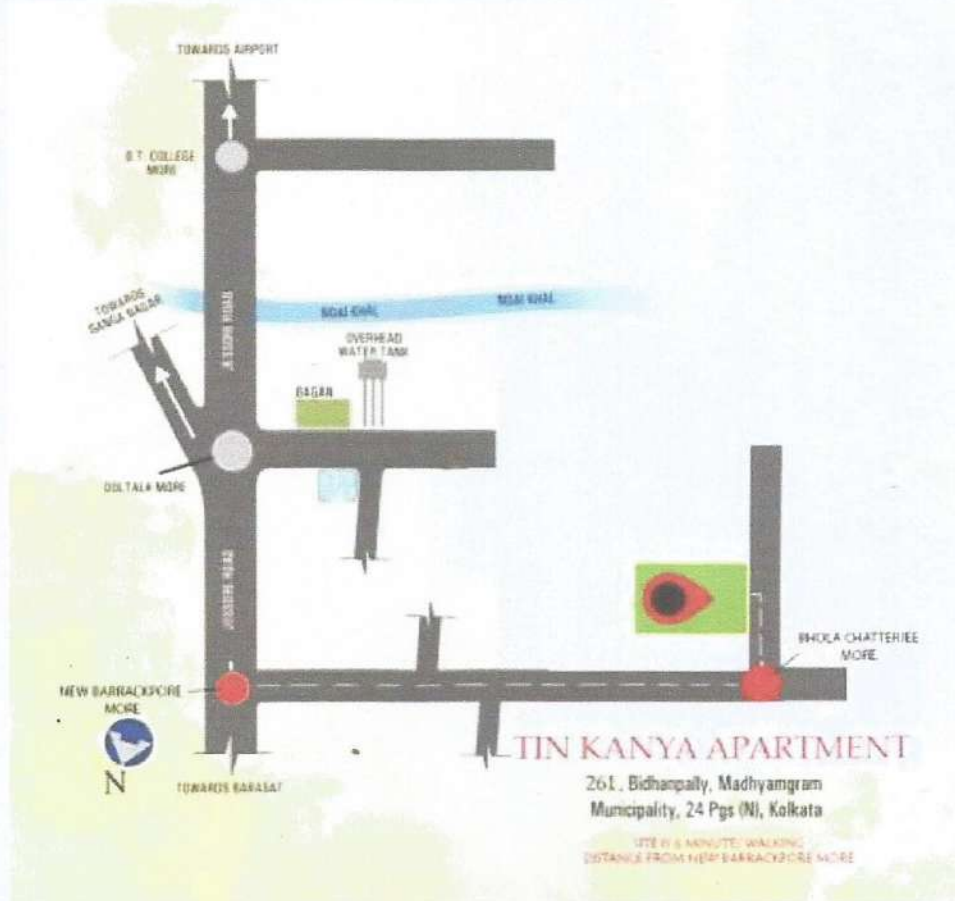 TOWARDS AIRPORT
B.T. COLLEGE
MORE
TOWARDS
GANGA NAGAR
JESSORE ROAD
NOAI KHAL
NOAI KHAL
OVERHEAD
WATER TANK
BAGAN
DOLTALA MORE
JESSORE ROAD
BHOLA CHATTERJEE
MORE
NEW BARRACKPORE
MORE
N
TOWARDS BARASAT
TIN KANYA APARTMENT
261, Bidhanpally, Madhyamgram
Municipality, 24 Pgs (N), Kolkata
WALKING
DISTANCE FROM NEW BARRACKPORE MORE